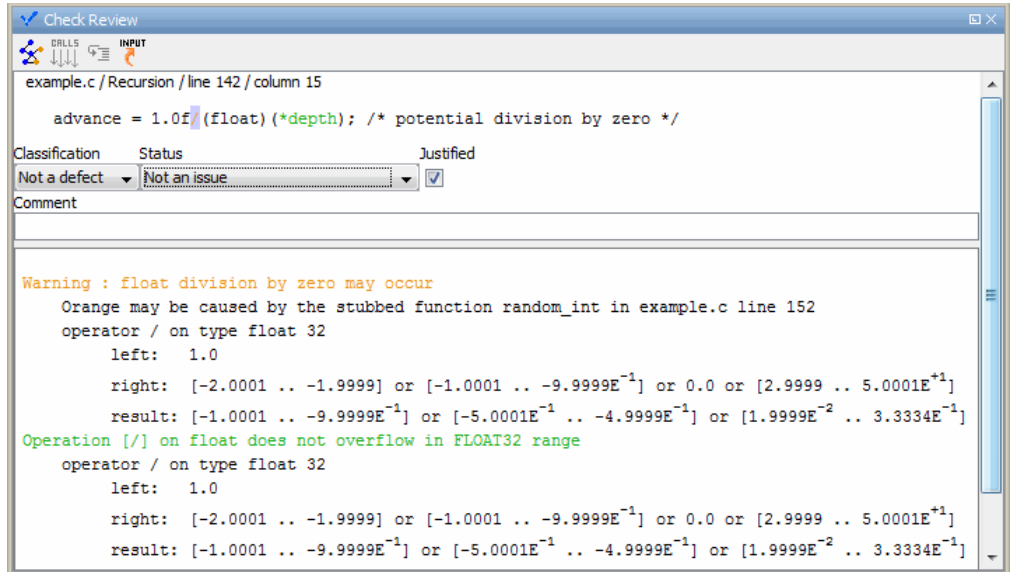 Check Review
CALLS INPUT
example.c / Recursion / line 142 / column 15
advance = 1.0f/(float)(*depth); /* potential division by zero */
Classification Status Justified
Not a defect Not an issue
Comment
Warning : float division by zero may occur
Orange may be caused by the stubbed function random_int in example.c line 152
operator / on type float 32
left: 1.0
right: [-2.0001 .. -1.9999] or [-1.0001 .. -9.9999E⁻¹] or 0.0 or [2.9999 .. 5.0001E⁺¹]
result: [-1.0001 .. -9.9999E⁻¹] or [-5.0001E⁻¹ .. -4.9999E⁻¹] or [1.9999⁻² .. 3.3334E⁻¹]
Operation [/] on float does not overflow in FLOAT32 range
operator / on type float 32
left: 1.0
right: [-2.0001 .. -1.9999] or [-1.0001 .. -9.9999E⁻¹] or 0.0 or [2.9999 .. 5.0001E⁺¹]
result: [-1.0001 .. -9.9999E⁻¹] or [-5.0001E⁻¹ .. -4.9999E⁻¹] or [1.9999⁻² .. 3.3334E⁻¹]